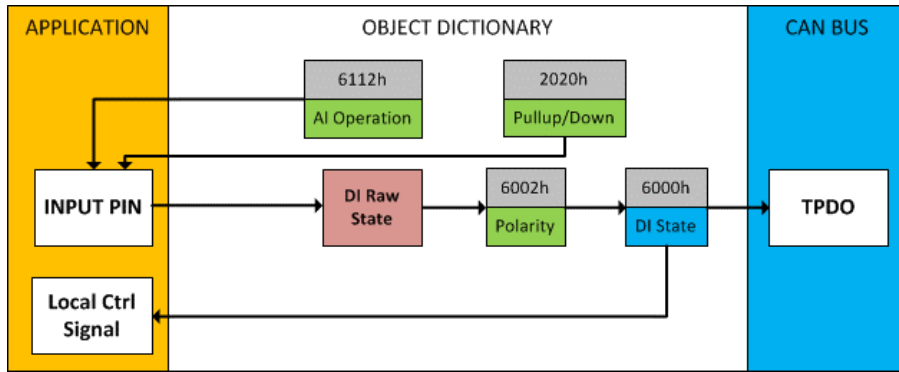 APPLICATION
OBJECT DICTIONARY
CAN BUS
6112h
AI Operation
2020h
Pullup/Down
INPUT PIN
DI Raw
State
6002h
Polarity
6000h
DI State
TPDO
Local Ctrl
Signal